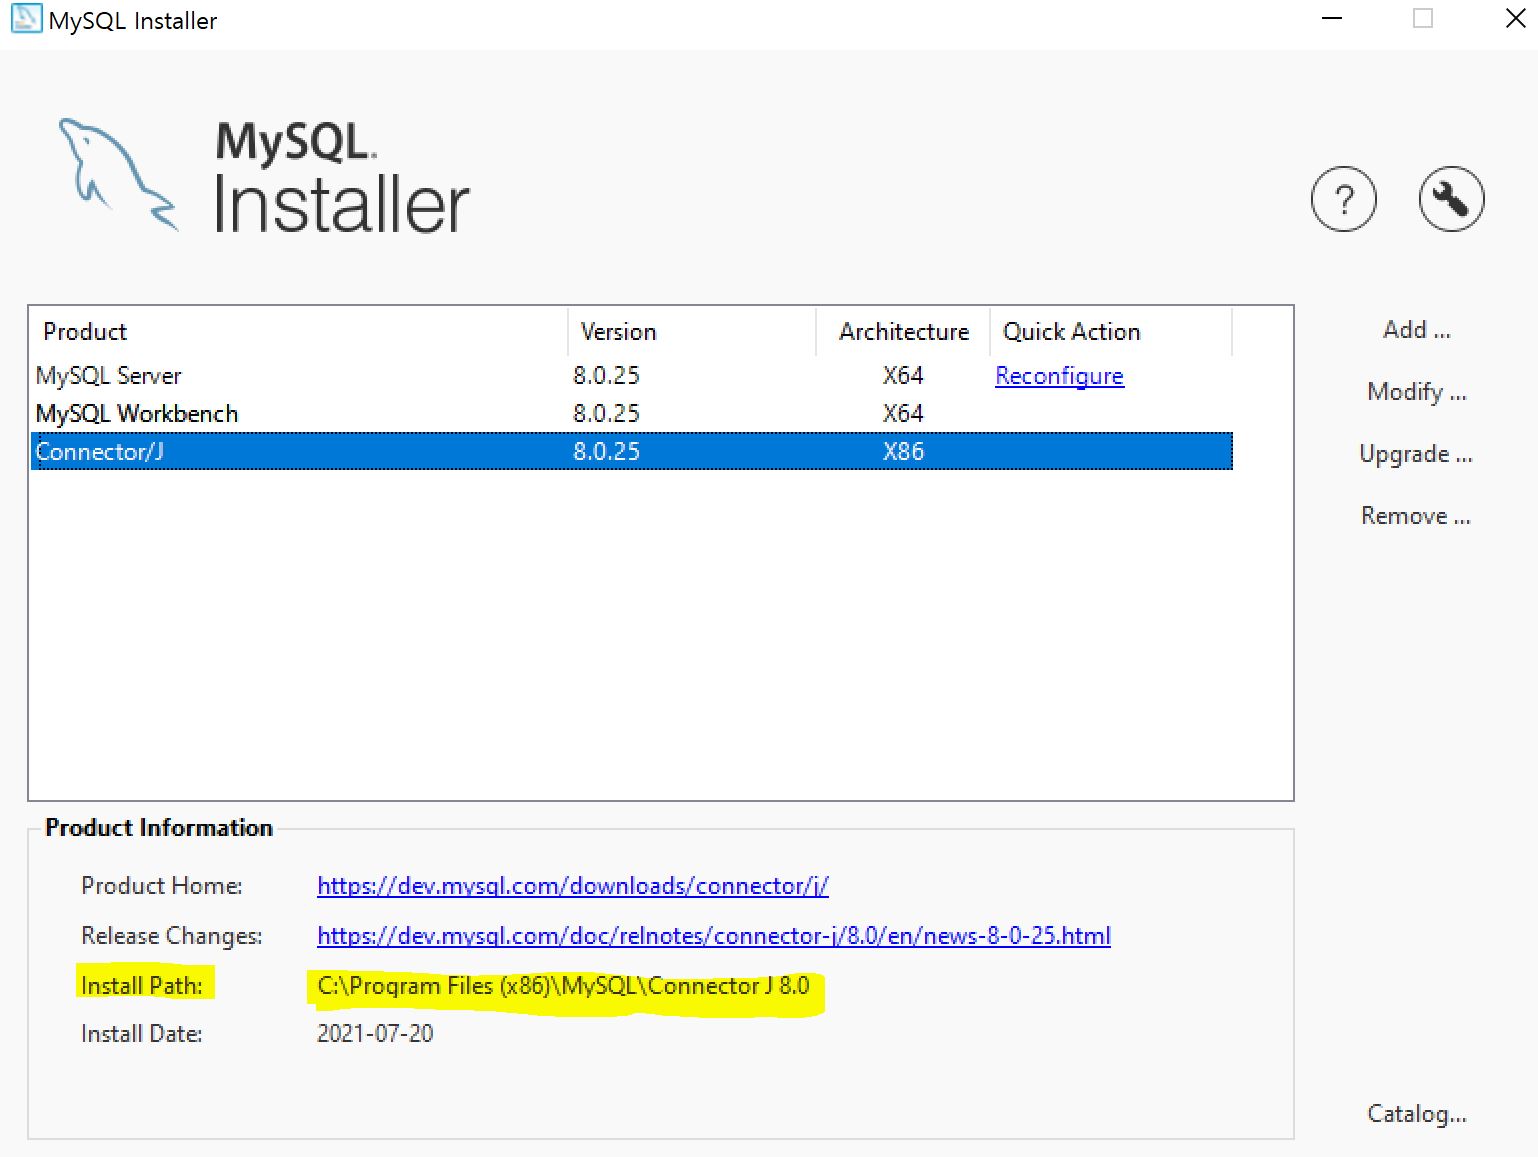 MySQL Installer
MySQL.
Installer
?
Product Version Architecture Quick Action
MySQL Server 8.0.25 X64 Reconfigure
MySQL Workbench 8.0.25 X64
Connector/J 8.0.25 X86
Add ...
Modify ...
Upgrade ...
Remove ...
Product Information
Product Home: https://dev.mysql.com/downloads/connector/j/
Release Changes: https://dev.mysql.com/doc/relnotes/connector-j/8.0/en/news-8-0-25.html
Install Path: C:\Program Files (x86)\MySQL\Connector J 8.0
Install Date: 2021-07-20
Catalog...